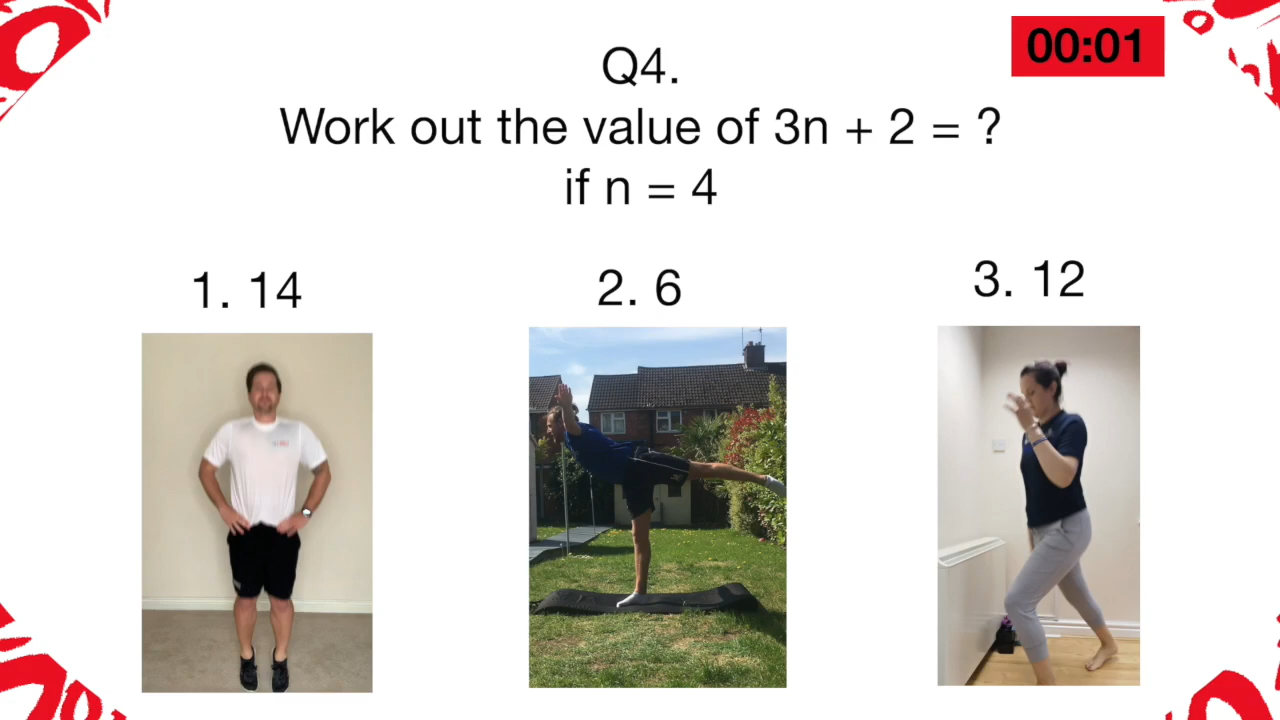 00:01
Q4.
Work out the value of 3n + 2 = ?
if n = 4
1. 14
2. 6
3. 12